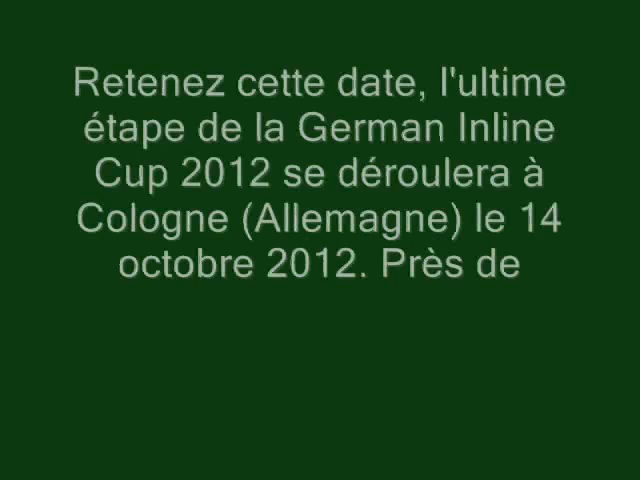 Retenez cette date, l'ultime
étape de la German Inline
Cup 2012 se déroulera à
Cologne (Allemagne) le 14
octobre 2012. Près de